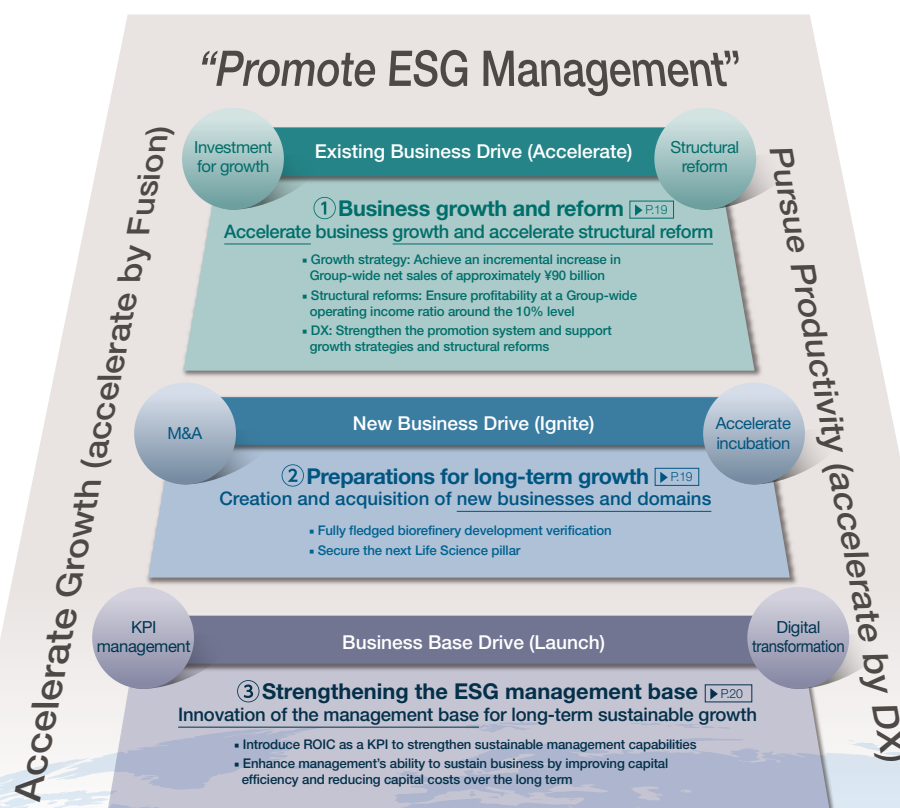 “Promote ESG Management”
Accelerate Growth (accelerate by Fusion)
Pursue Productivity (accelerate by DX)
Investment
for growth
Existing Business Drive (Accelerate)
Structural
reform
①Business growth and reform ▶P.19
Accelerate business growth and accelerate structural reform
▪ Growth strategy: Achieve an incremental increase in
Group-wide net sales of approximately ¥90 billion
▪ Structural reforms: Ensure profitability at a Group-wide
operating income ratio around the 10% level
▪ DX: Strengthen the promotion system and support
growth strategies and structural reforms
M&A
New Business Drive (Ignite)
Accelerate
incubation
②Preparations for long-term growth ▶P.19
Creation and acquisition of new businesses and domains
▪ Fully fledged biorefinery development verification
▪ Secure the next Life Science pillar
KPI
management
Business Base Drive (Launch)
Digital
transformation
③Strengthening the ESG management base ▶P.20
Innovation of the management base for long-term sustainable growth
▪ Introduce ROIC as a KPI to strengthen sustainable management capabilities
▪ Enhance management’s ability to sustain business by improving capital
efficiency and reducing capital costs over the long term